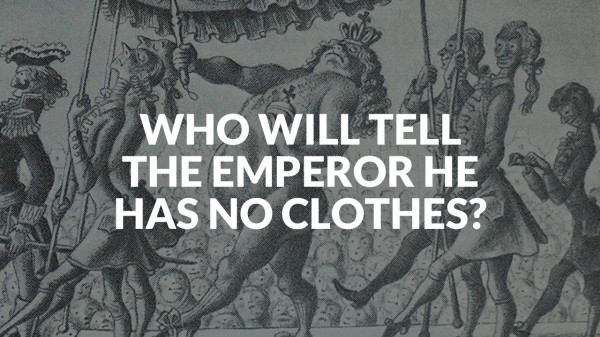 WHO WILL TELL
THE EMPEROR HE
HAS NO CLOTHES?